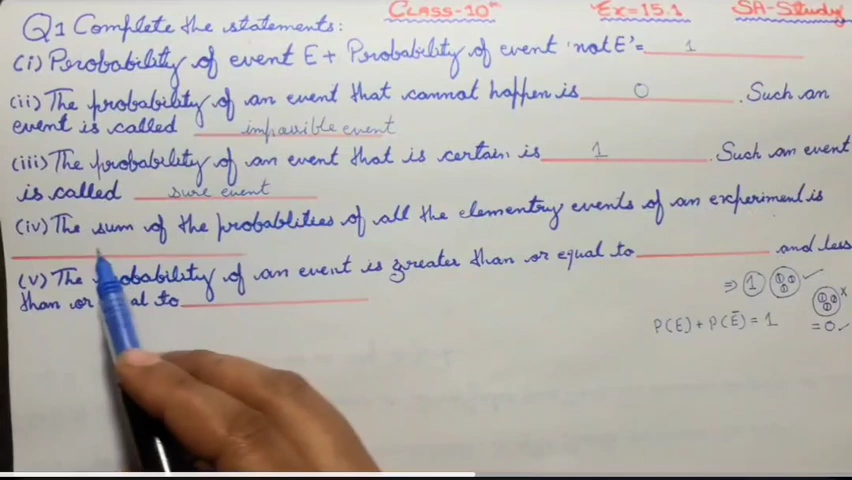 Class-10th Ex=15.1 SA-Study
Q1 Complete the statements:
(i) Probability of event E + Probability of event 'not E' = 1
(ii) The probability of an event that cannot happen is 0 . Such an
event is called impossible event
(iii) The probability of an event that is certain is 1 . Such an event
is called sure event
(iv) The sum of the probablities of all the elementry events of an experiment is
(v) The obability of an event is greater than or equal to and less
than or al to
⇒ 1 ✓
P(E) + P(Ē) = 1
x
= 0 ✓